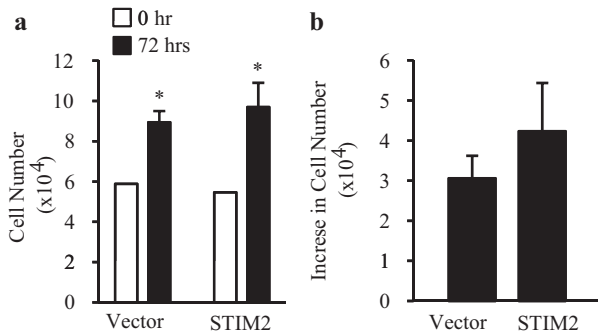 a
0 hr
72 hrs
Cell Number
(x10⁴)
12
10
8
6
4
2
0
*
*
Vector STIM2
b
Increse in Cell Number
(x10⁴)
6
5
4
3
2
1
0
Vector STIM2